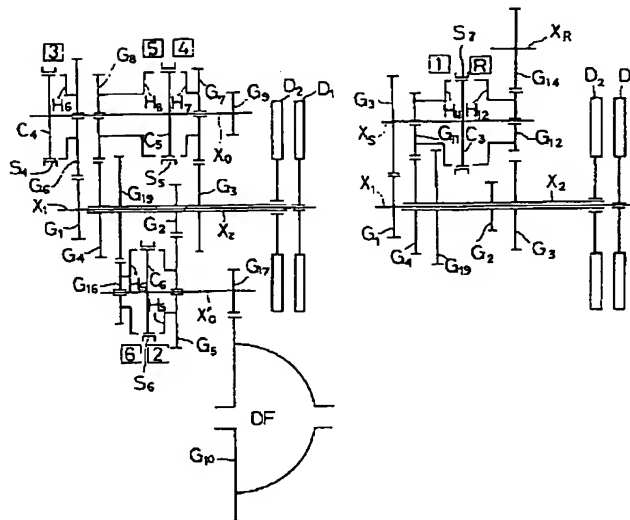 3 G8 5 4 G7 G9 D2 D1
H6 H8 H7
C4 C5 X0
S4 S5
G6 G19 G3
X1 G2 X2
G1 G4
G16 H5 C6 G17
X'0
G5
6 2
S6
DF
G10
S7 XR
1 R
G3 G14 D2 D
H12
XS G11 C3 G12
X1 X2
G1 G4 G19 G2 G3